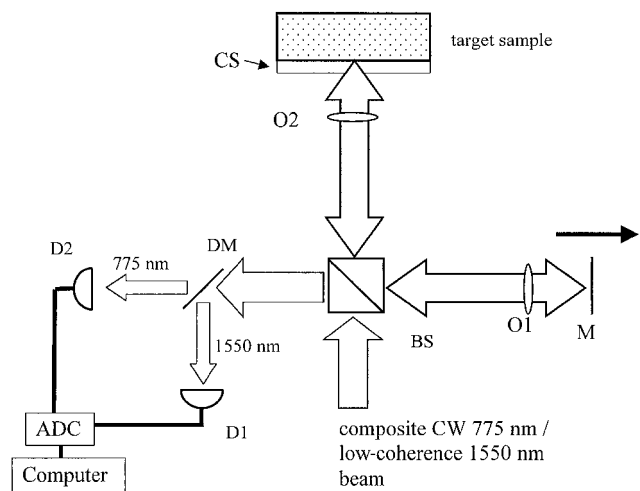 target sample
CS
O2
D2
DM
775 nm
1550 nm
BS
O1
M
D1
ADC
Computer
composite CW 775 nm /
low-coherence 1550 nm
beam